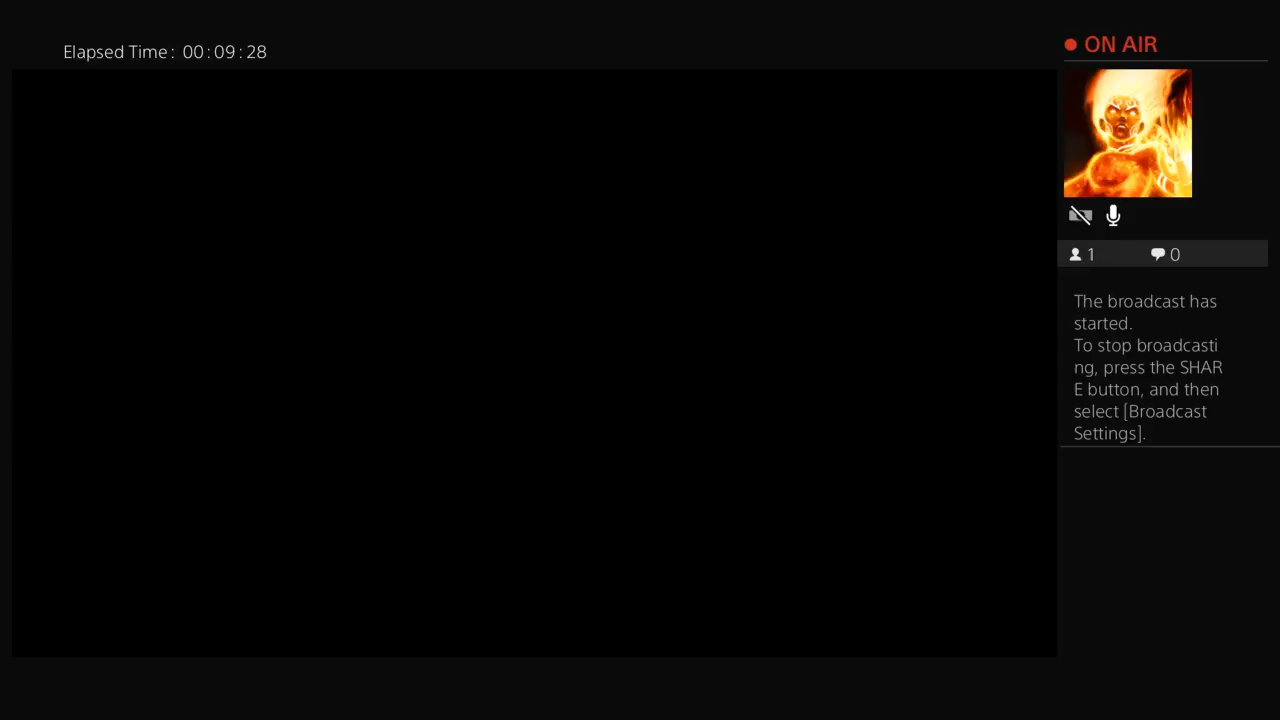 Elapsed Time: 00:09:28
ON AIR
1 0
The broadcast has
started.
To stop broadcasti
ng, press the SHAR
E button, and then
select [Broadcast
Settings].